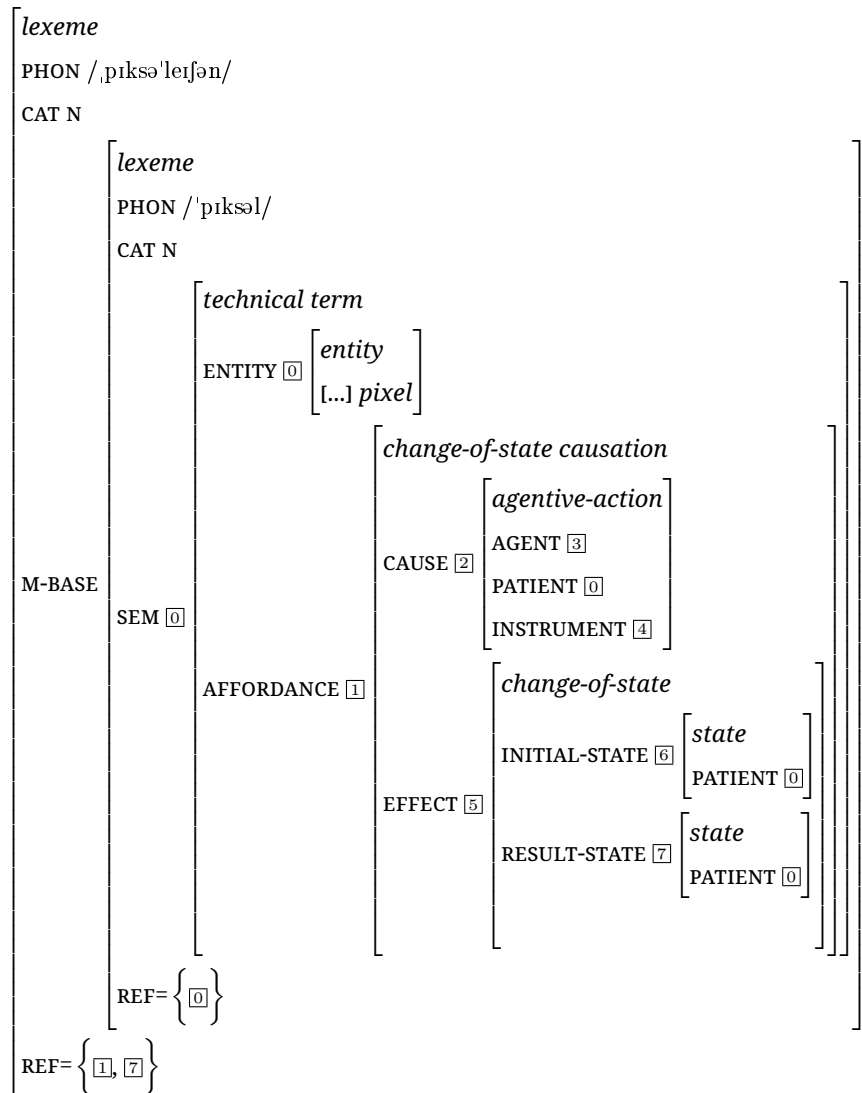 lexeme
PHON /ˌpɪksəˈleɪʃən/
CAT N
lexeme
PHON /ˈpɪksəl/
CAT N
technical term
ENTITY 0 entity
[...] pixel
change-of-state causation
agentive-action
AGENT 3
CAUSE 2
PATIENT 0
INSTRUMENT 4
M-BASE
SEM 0
AFFORDANCE 1
change-of-state
INITIAL-STATE 6 state
PATIENT 0
EFFECT 5
RESULT-STATE 7 state
PATIENT 0
REF= { 0 }
REF= { 1, 7 }